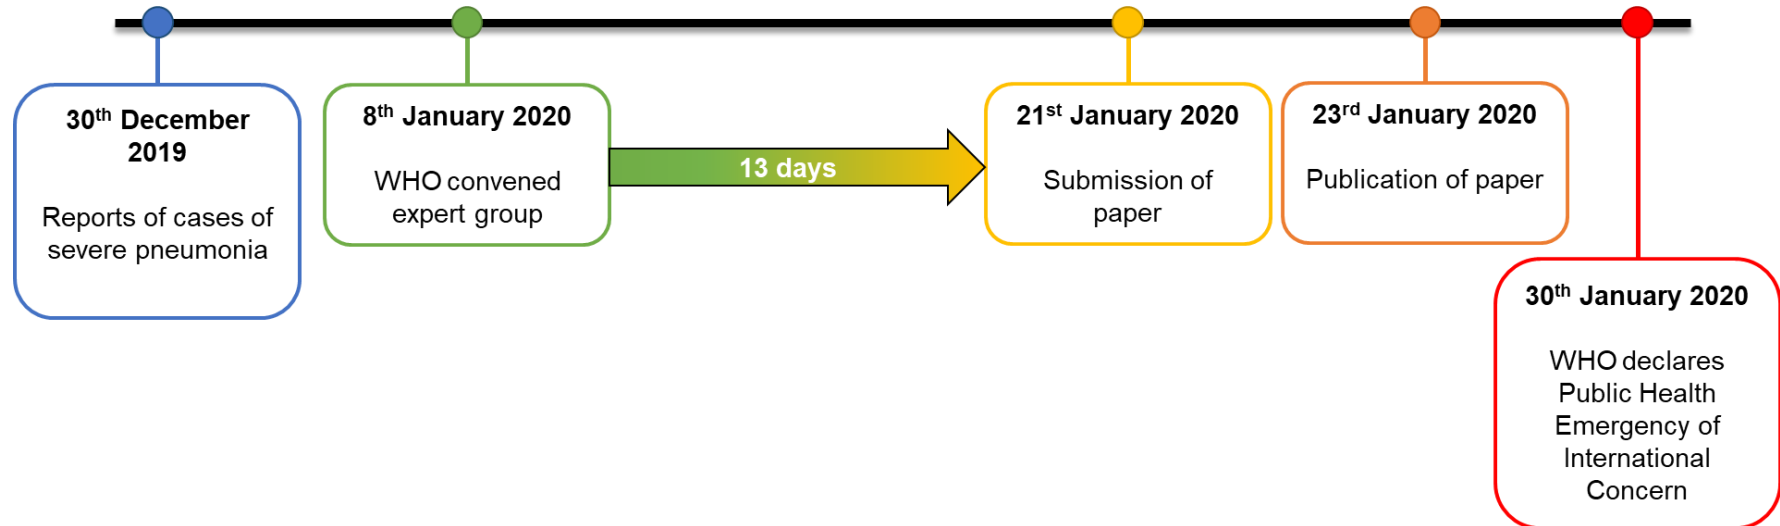 30th December
2019
Reports of cases of
severe pneumonia
8th January 2020
WHO convened
expert group
13 days
21st January 2020
Submission of
paper
23rd January 2020
Publication of paper
30th January 2020
WHO declares
Public Health
Emergency of
International
Concern